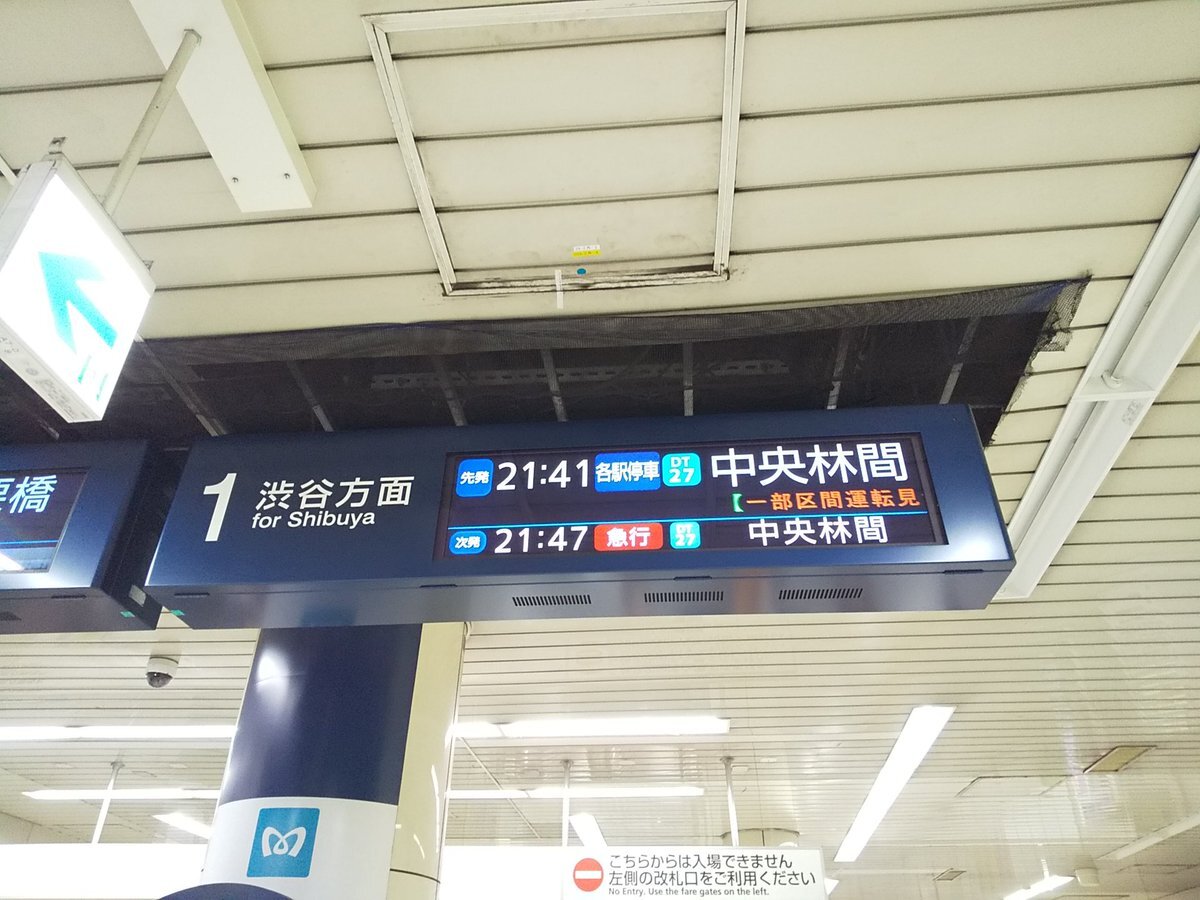 1
渋谷方面
for Shibuya
先発 21:41 各駅停車 DT 27 中央林間
【一部区間運転見
次発 21:47 急行 DT 27 中央林間
橋
こちらからは入場できません
左側の改札口をご利用ください
No Entry. Use the fare gates on the left.